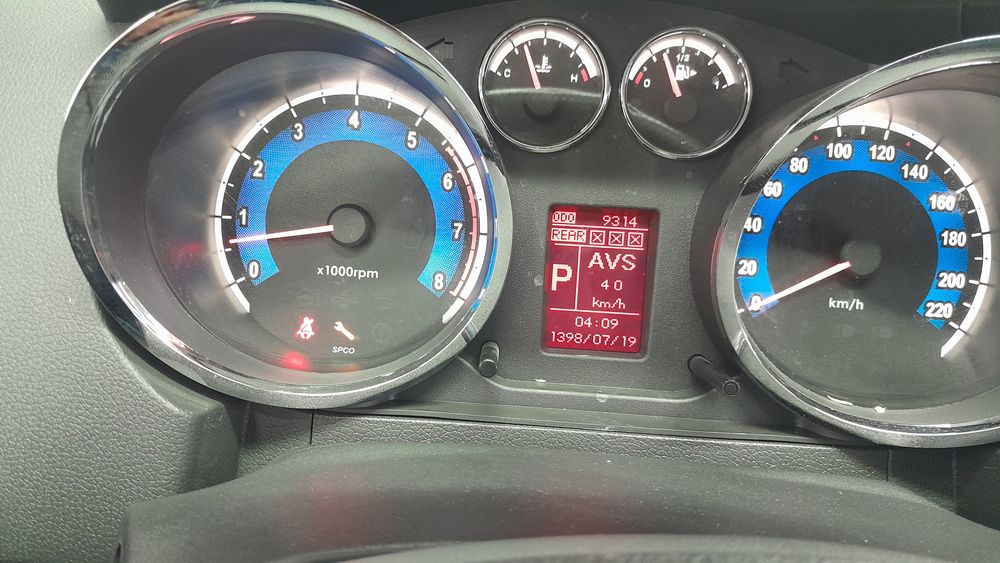 0 1 2 3 4 5 6 7 8
x1000rpm
SPCO
C H
0 1/2 1
ODO 9314
REAR
P AVS
40
km/h
04:09
1398/07/19
0 20 40 60 80 100 120 140 160 180 200 220
km/h